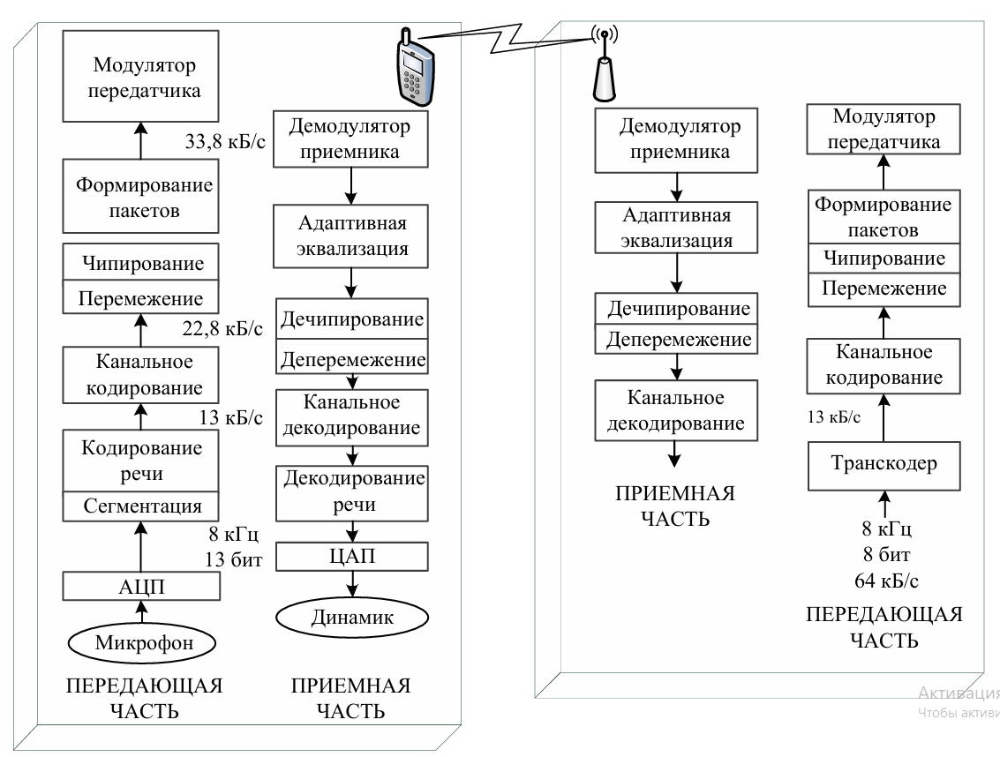 Модулятор
передатчика
33,8 кБ/с
Формирование
пакетов
Чипирование
Перемежение
22,8 кБ/с
Канальное
кодирование
13 кБ/с
Кодирование
речи
Сегментация
8 кГц
13 бит
АЦП
Микрофон
ПЕРЕДАЮЩАЯ
ЧАСТЬ
Демодулятор
приемника
Адаптивная
эквализация
Дечипирование
Деперемежение
Канальное
декодирование
Декодирование
речи
ЦАП
Динамик
ПРИЕМНАЯ
ЧАСТЬ
Демодулятор
приемника
Адаптивная
эквализация
Дечипирование
Деперемежение
Канальное
декодирование
ПРИЕМНАЯ
ЧАСТЬ
Модулятор
передатчика
Формирование
пакетов
Чипирование
Перемежение
Канальное
кодирование
13 кБ/с
Транскодер
8 кГц
8 бит
64 кБ/с
ПЕРЕДАЮЩАЯ
ЧАСТЬ
Активация
Чтобы активи